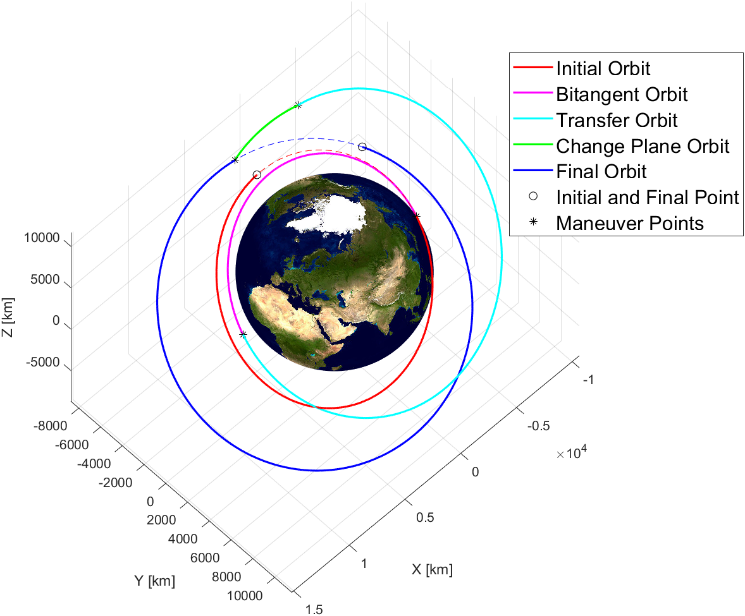 Initial Orbit
Bitangent Orbit
Transfer Orbit
Change Plane Orbit
Final Orbit
Initial and Final Point
Maneuver Points
10000
5000
0
-5000
Z [km]
-8000
-6000
-4000
-2000
0
2000
4000
6000
8000
10000
Y [km]
-1
-0.5
×10⁴
0
0.5
1
1.5
X [km]